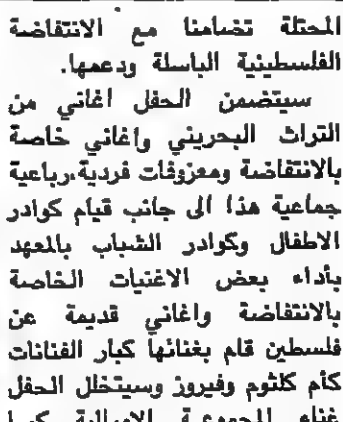 المحتلة تضامنا مع الانتفاضة
الفلسطينية الباسلة ودعمها.
سيتضمن الحفل اغاني من
التراث البحريني واغاني خاصة
بالانتفاضة ومعزوفات فردية.رباعية
جماعية هذا الى جانب قيام كوادر
الاطفال وكوادر الشباب بالمعهد
بأداء بعض الاغنيات الخاصة
بالانتفاضة واغاني قديمة عن
فلسطين قام بغنائها كبار الفنانات
كأم كلثوم وفيروز وسيتخلل الحفل
غناء